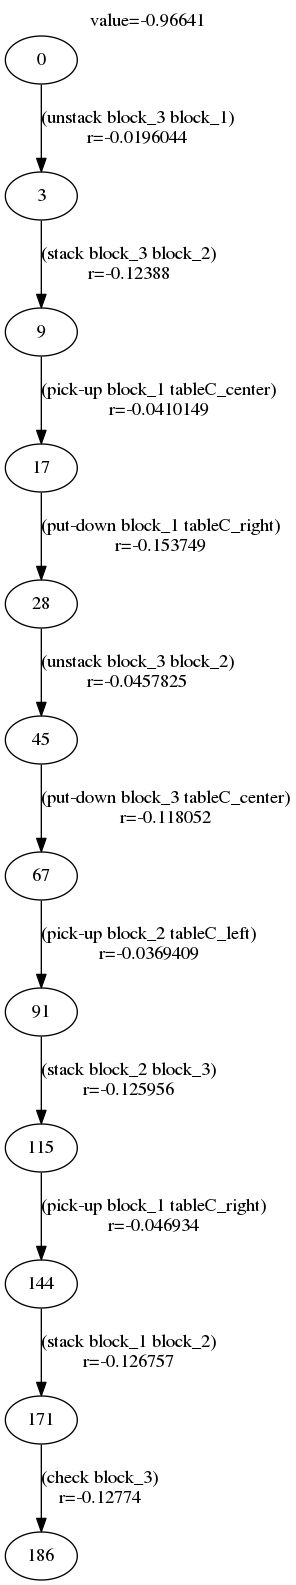 value=-0.96641
0
(unstack block_3 block_1)
r=-0.0196044
3
(stack block_3 block_2)
r=-0.12388
9
(pick-up block_1 tableC_center)
r=-0.0410149
17
(put-down block_1 tableC_right)
r=-0.153749
28
(unstack block_3 block_2)
r=-0.0457825
45
(put-down block_3 tableC_center)
r=-0.118052
67
(pick-up block_2 tableC_left)
r=-0.0369409
91
(stack block_2 block_3)
r=-0.125956
115
(pick-up block_1 tableC_right)
r=-0.046934
144
(stack block_1 block_2)
r=-0.126757
171
(check block_3)
r=-0.12774
186